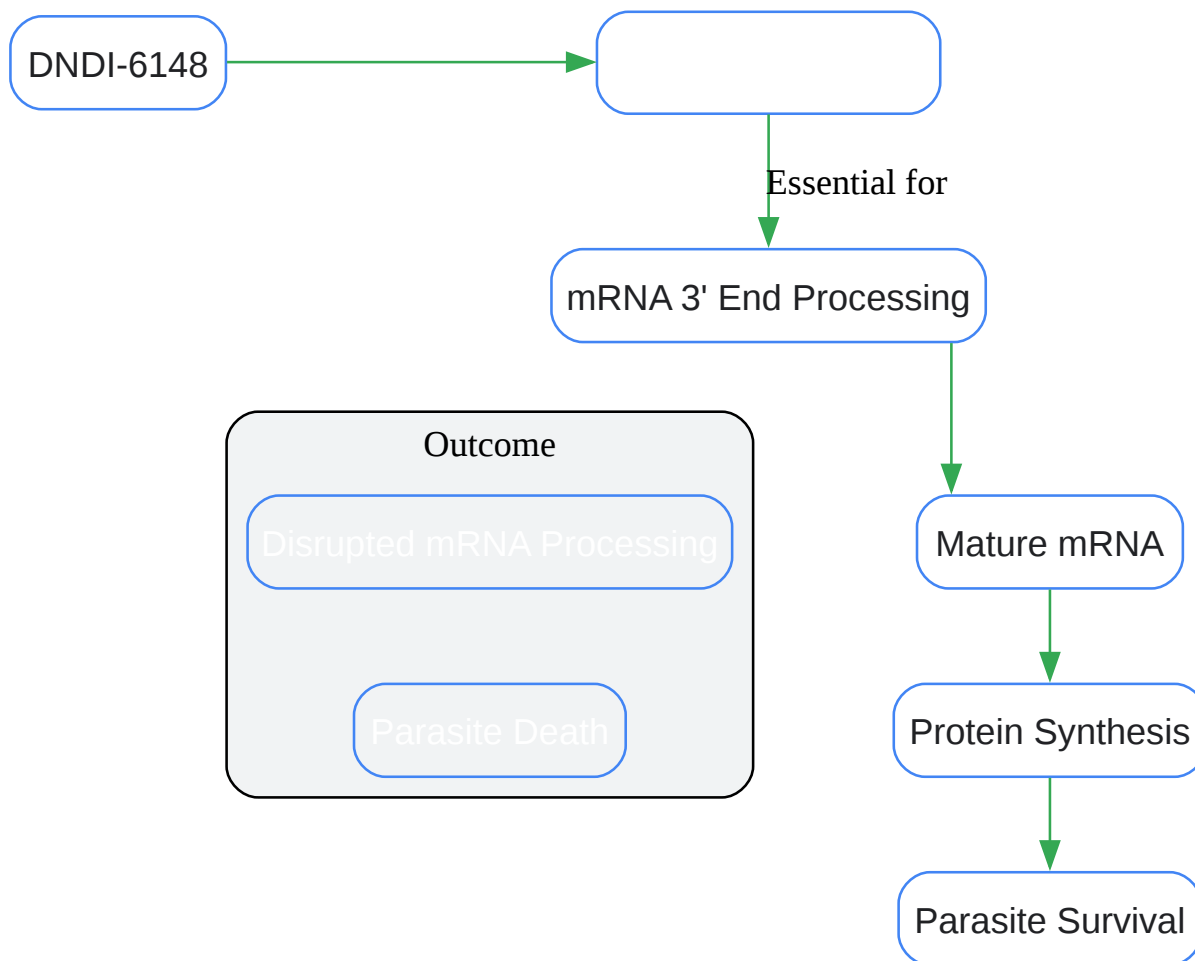 DNDI-6148
Essential for
mRNA 3' End Processing
Outcome
Disrupted mRNA Processing
Mature mRNA
Parasite Death
Protein Synthesis
Parasite Survival